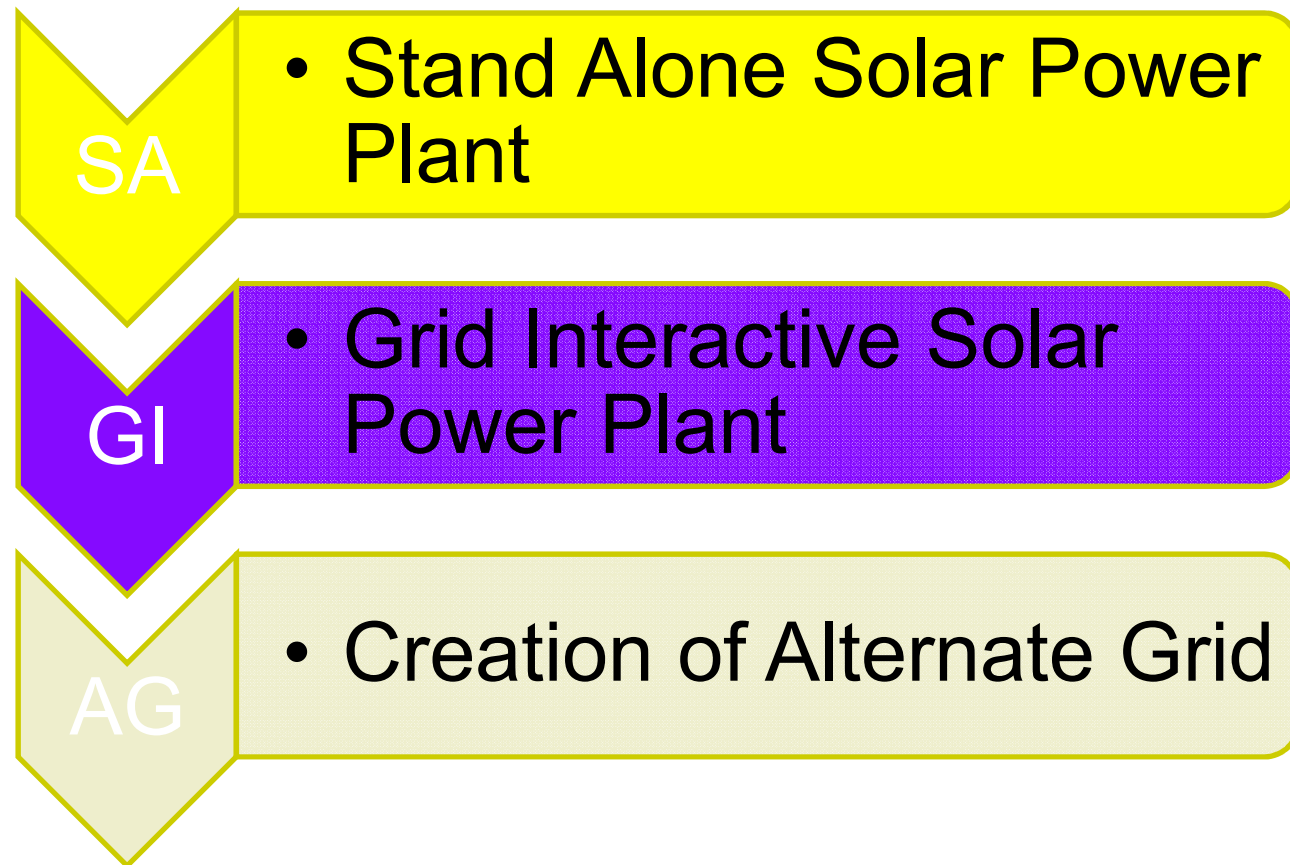 SA
• Stand Alone Solar Power
Plant
GI
• Grid Interactive Solar
Power Plant
AG
• Creation of Alternate Grid